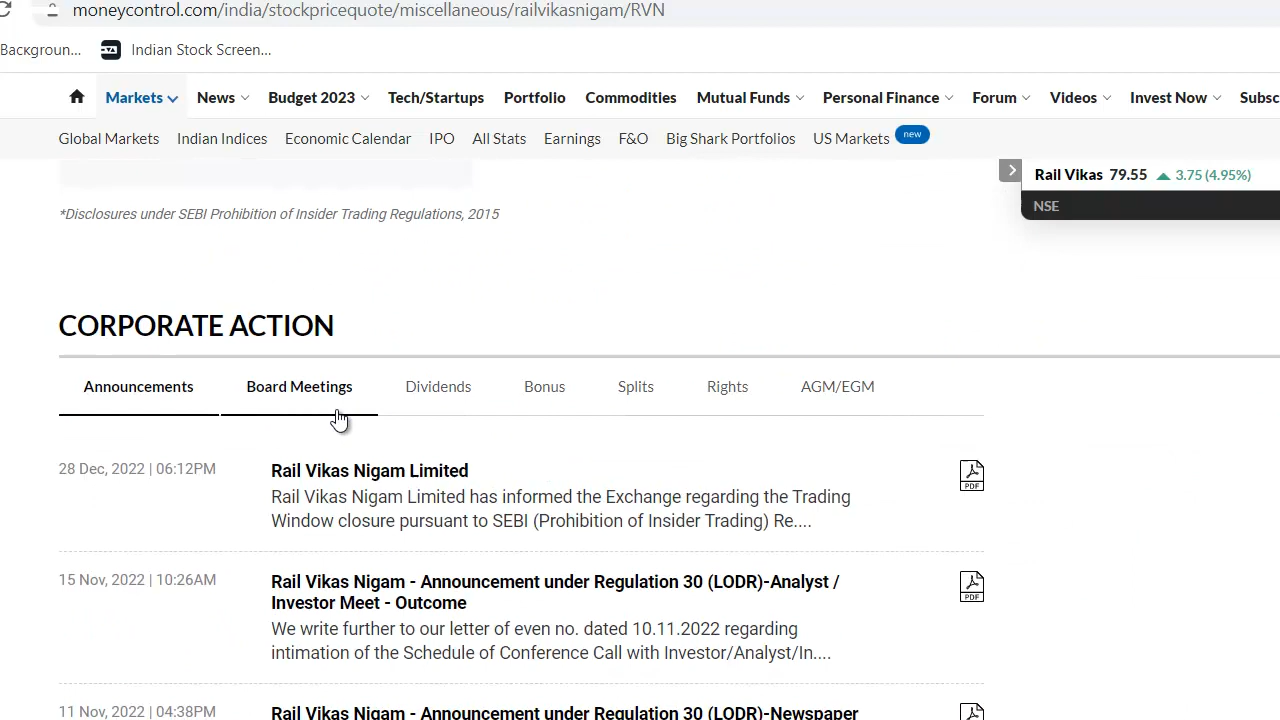 moneycontrol.com/india/stockpricequote/miscellaneous/railvikasnigam/RVN
Backgroun... Indian Stock Screen...
Markets News Budget 2023 Tech/Startups Portfolio Commodities Mutual Funds Personal Finance Forum Videos Invest Now Subsc
Global Markets Indian Indices Economic Calendar IPO All Stats Earnings F&O Big Shark Portfolios US Markets new
Rail Vikas 79.55 3.75 (4.95%)
NSE
*Disclosures under SEBI Prohibition of Insider Trading Regulations, 2015
CORPORATE ACTION
Announcements Board Meetings Dividends Bonus Splits Rights AGM/EGM
28 Dec, 2022 | 06:12PM Rail Vikas Nigam Limited
Rail Vikas Nigam Limited has informed the Exchange regarding the Trading
Window closure pursuant to SEBI (Prohibition of Insider Trading) Re....
PDF
15 Nov, 2022 | 10:26AM Rail Vikas Nigam - Announcement under Regulation 30 (LODR)-Analyst /
Investor Meet - Outcome
We write further to our letter of even no. dated 10.11.2022 regarding
intimation of the Schedule of Conference Call with Investor/Analyst/In....
PDF
11 Nov, 2022 | 04:38PM Rail Vikas Nigam - Announcement under Regulation 30 (LODR)-Newspaper